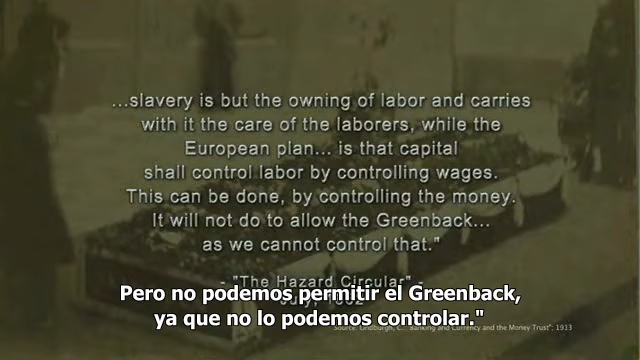 ...slavery is but the owning of labor and carries
with it the care of the laborers, while the
European plan... is that capital
shall control labor by controlling wages.
This can be done, by controlling the money.
It will not do to allow the Greenback...
as we cannot control that."
- "The Hazard Circular" -
July, 1862
Pero no podemos permitir el Greenback,
ya que no lo podemos controlar."
Source: Lindburgh, C. "Banking and Currency and the Money Trust"; 1913